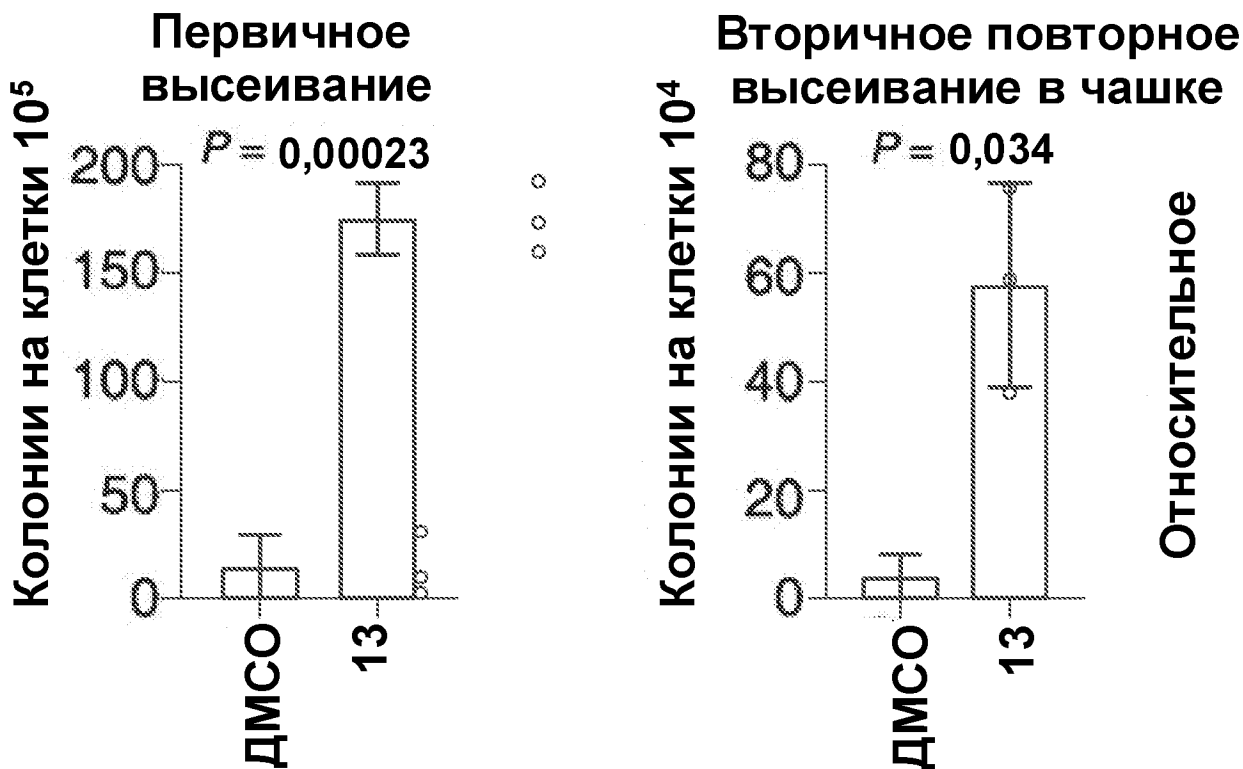 Первичное
высеивание
P = 0,00023
Колонии на клетки 10⁵
200
150
100
50
0
ДМСО
13
Вторичное повторное
высеивание в чашке
P = 0,034
Колонии на клетки 10⁴
80
60
40
20
0
ДМСО
13
Относительное